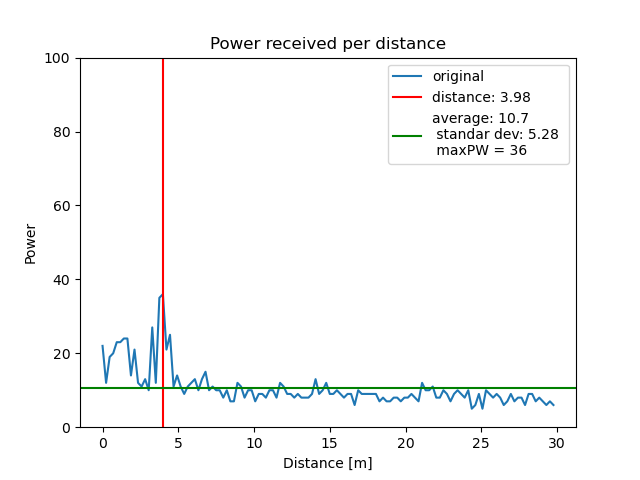 Power received per distance
100
80
60
40
20
0
Power
original
distance: 3.98
average: 10.7
standar dev: 5.28
maxPW = 36
0 5 10 15 20 25 30
Distance [m]